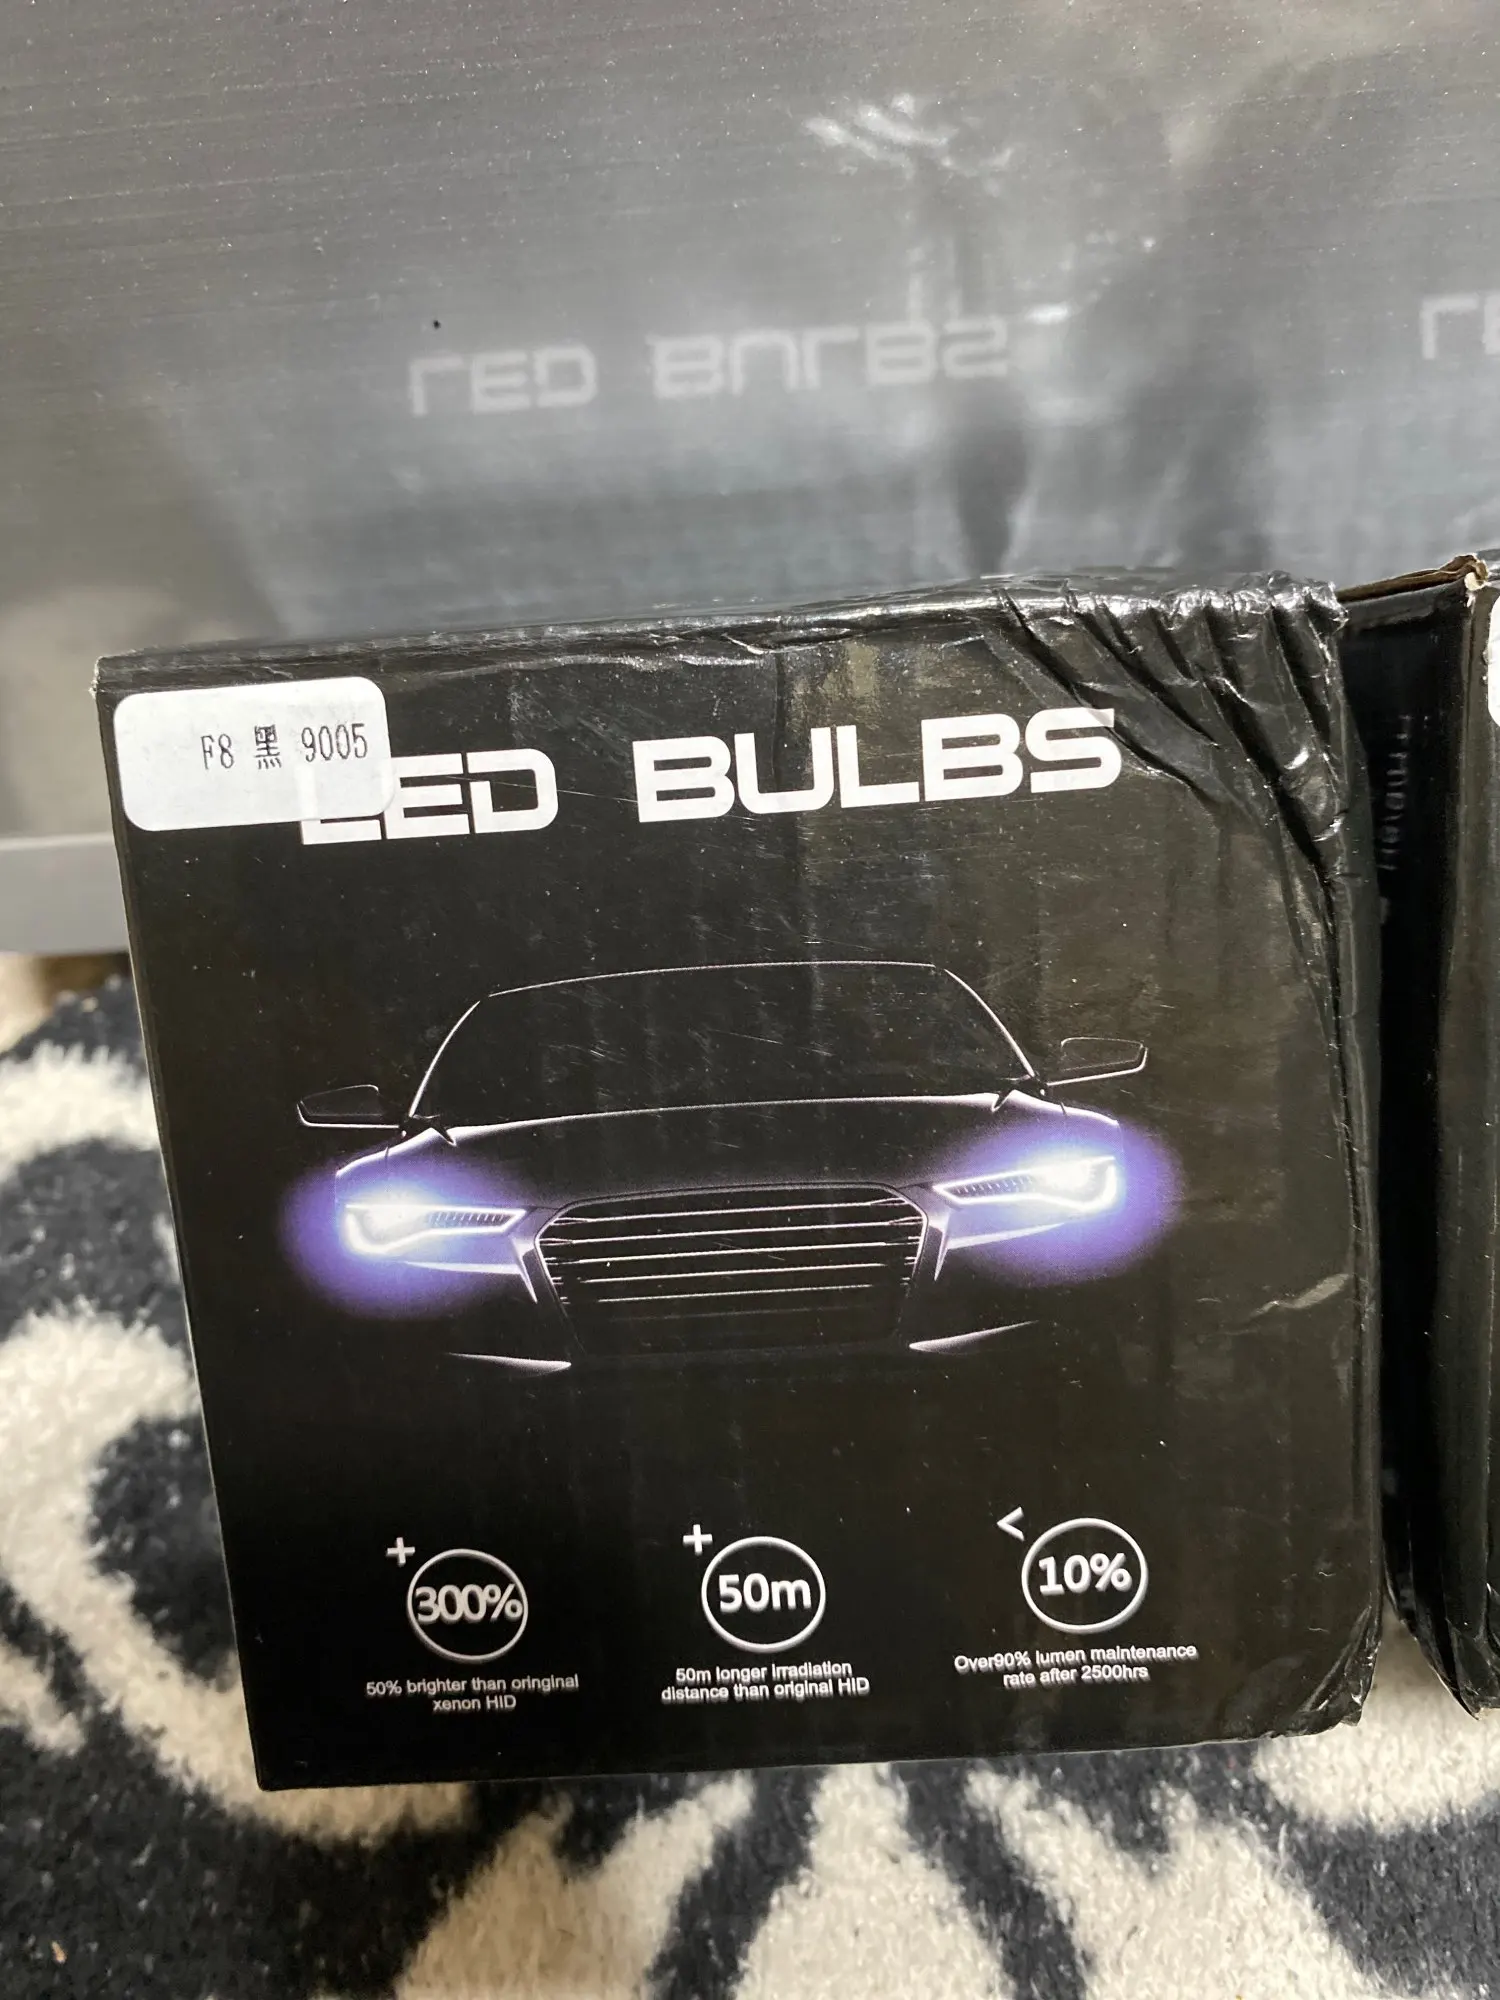 LED BULBS
F8 黑 9005
LED BULBS
+ 300%
50% brighter than oringinal
xenon HID
+ 50m
50m longer irradiation
distance than original HID
< 10%
Over90% lumen maintenance
rate after 2500hrs